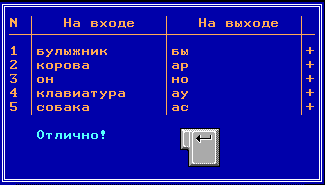 N На входе На выходе
1 булыжник бы +
2 корова ар +
3 он но +
4 клавиатура ау +
5 собака ас +
Отлично!